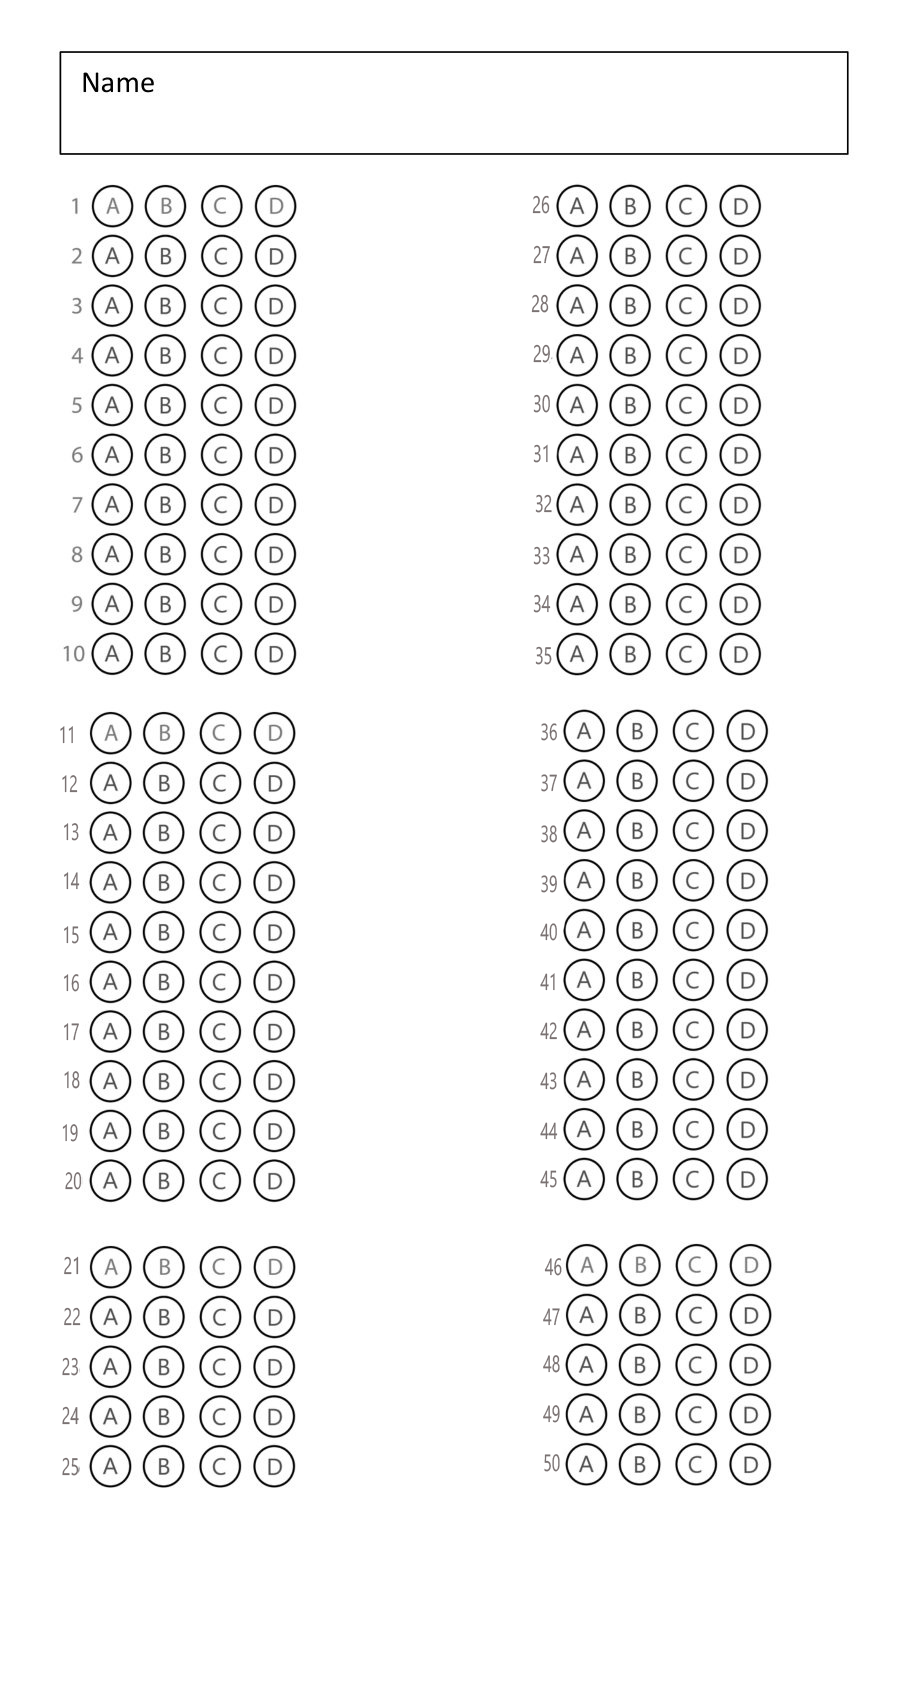 Name
1 A B C D
2 A B C D
3 A B C D
4 A B C D
5 A B C D
6 A B C D
7 A B C D
8 A B C D
9 A B C D
10 A B C D
11 A B C D
12 A B C D
13 A B C D
14 A B C D
15 A B C D
16 A B C D
17 A B C D
18 A B C D
19 A B C D
20 A B C D
21 A B C D
22 A B C D
23 A B C D
24 A B C D
25 A B C D
26 A B C D
27 A B C D
28 A B C D
29 A B C D
30 A B C D
31 A B C D
32 A B C D
33 A B C D
34 A B C D
35 A B C D
36 A B C D
37 A B C D
38 A B C D
39 A B C D
40 A B C D
41 A B C D
42 A B C D
43 A B C D
44 A B C D
45 A B C D
46 A B C D
47 A B C D
48 A B C D
49 A B C D
50 A B C D